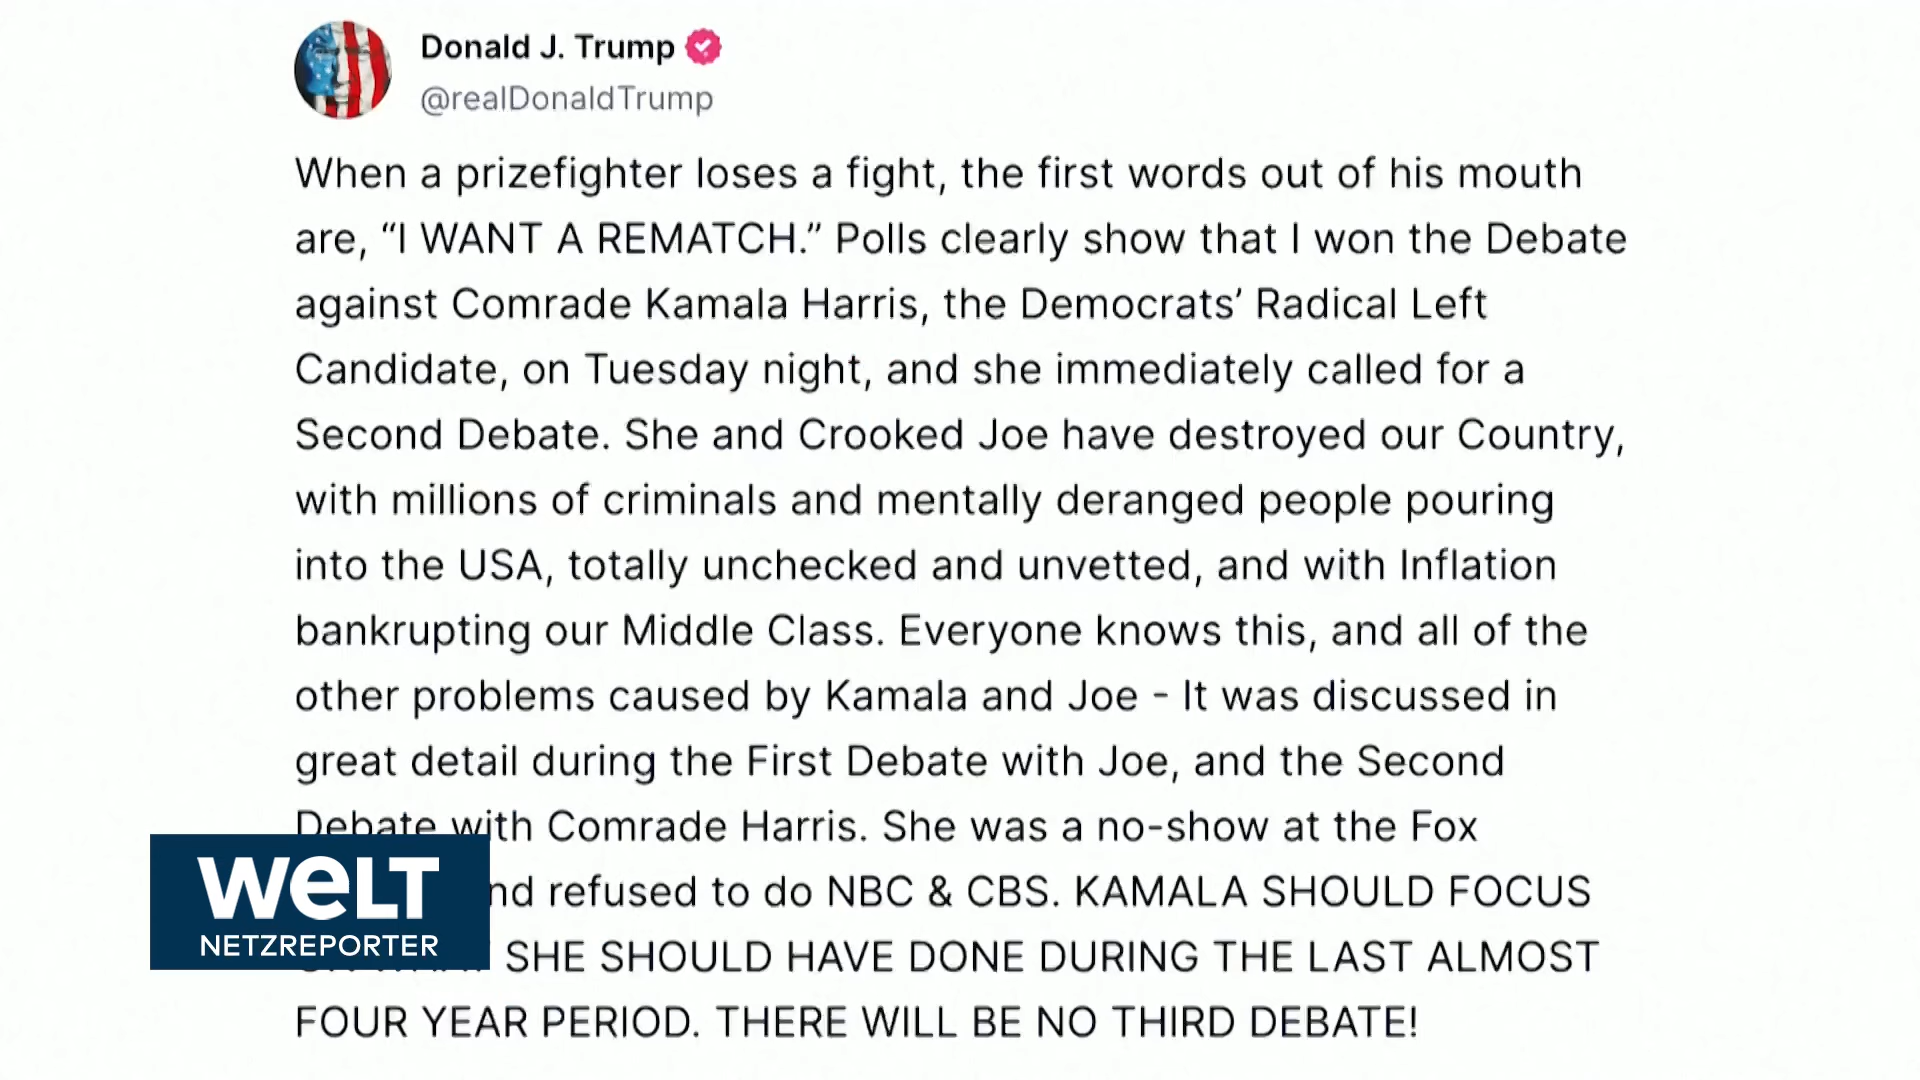 Donald J. Trump
@realDonaldTrump
When a prizefighter loses a fight, the first words out of his mouth
are, “I WANT A REMATCH.” Polls clearly show that I won the Debate
against Comrade Kamala Harris, the Democrats’ Radical Left
Candidate, on Tuesday night, and she immediately called for a
Second Debate. She and Crooked Joe have destroyed our Country,
with millions of criminals and mentally deranged people pouring
into the USA, totally unchecked and unvetted, and with Inflation
bankrupting our Middle Class. Everyone knows this, and all of the
other problems caused by Kamala and Joe - It was discussed in
great detail during the First Debate with Joe, and the Second
Debate with Comrade Harris. She was a no-show at the Fox
refused to do NBC & CBS. KAMALA SHOULD FOCUS
SHE SHOULD HAVE DONE DURING THE LAST ALMOST
FOUR YEAR PERIOD. THERE WILL BE NO THIRD DEBATE!
WELT
NETZREPORTER